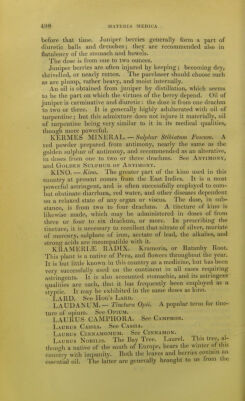 498 MATERIA MEDICA.
before that time. Juniper berries generally form a part of
diuretic balls and drenches; they are recommended also in
flatulency of the stomach and bowels.
The dose is from one to two ounces.
Juniper berries are often injured by keeping; becoming dry,
shrivelled, or nearly rotten. The purchaser should choose such
as are plump, rather heavy, and moist internally.
An oil is obtained from juniper by distillation, which seems
to be the part on which the virtues of the berry depend. Oil of
juniper is carminative and diuretic: the dose is from one drachm
to two or three. It is generally highly adulterated with oil of
turpentine; but this admixture does not injure it materially, oil
of turpentine being very similar to it in its medical qualities,
though more powerful.
KERMES MINERAL.—Sulphur Stibiatum Fuscum. A
red powder prepared from antimony, nearly the same as the
golden sulphur of antimony, and recommended as an alterative,
in doses from one to two or three drachms. See Antimony,
and Golden Sulphur of Antimony.
KINO.—Kino. The greater part of the kino used in this
country at present comes from the East Indies. It is a most
powerful astringent, and is often successfully employed to com-
bat obstinate diarrhœa, red water, and other diseases dependent
on a relaxed state of any organ or viscus. The dose, in sub-
stance, is from two to four drachms. A tincture of kino is
likewise made, which may be administered in doses of from
three or four to six drachms, or more. In prescribing the
tincture, it is necessary to recollect that nitrate of silver, muriate
of mercury, sulphate of iron, acetate of lead, the alkalies, and
strong acids are incompatible with it.
KRAMERIÆ RADIX. Krameria, or Ratanhy Root.
This plant is a native of Peru, and flowers throughout the year.
It is but little known in this country as a medicine, but has been
very successfully used on the continent in all cases requiring
astringents. It is also accounted stomachic, and its astringent
qualities are such, that it has frequently been employed as a
styptic. It may be exhibited in the same doses as kino.
LARD. See Hog's Lard.
LAUDANUM.—Tinctura Opii. A popular term for tinc-
ture of opium. See Opium.
LAURUS CAMPHORA. See Camphor.
Laurus Cassia. See Cassia.
Laurus Cinnamomum. See Cinnamon.
Laurus Nobilis. The Bay Tree. Laurel. This tree, al-
though a native of the south of Europe, bears the winter of this
country with impunity. Both the leaves and berries contain an
essential oil. The latter are generally brought to us from the